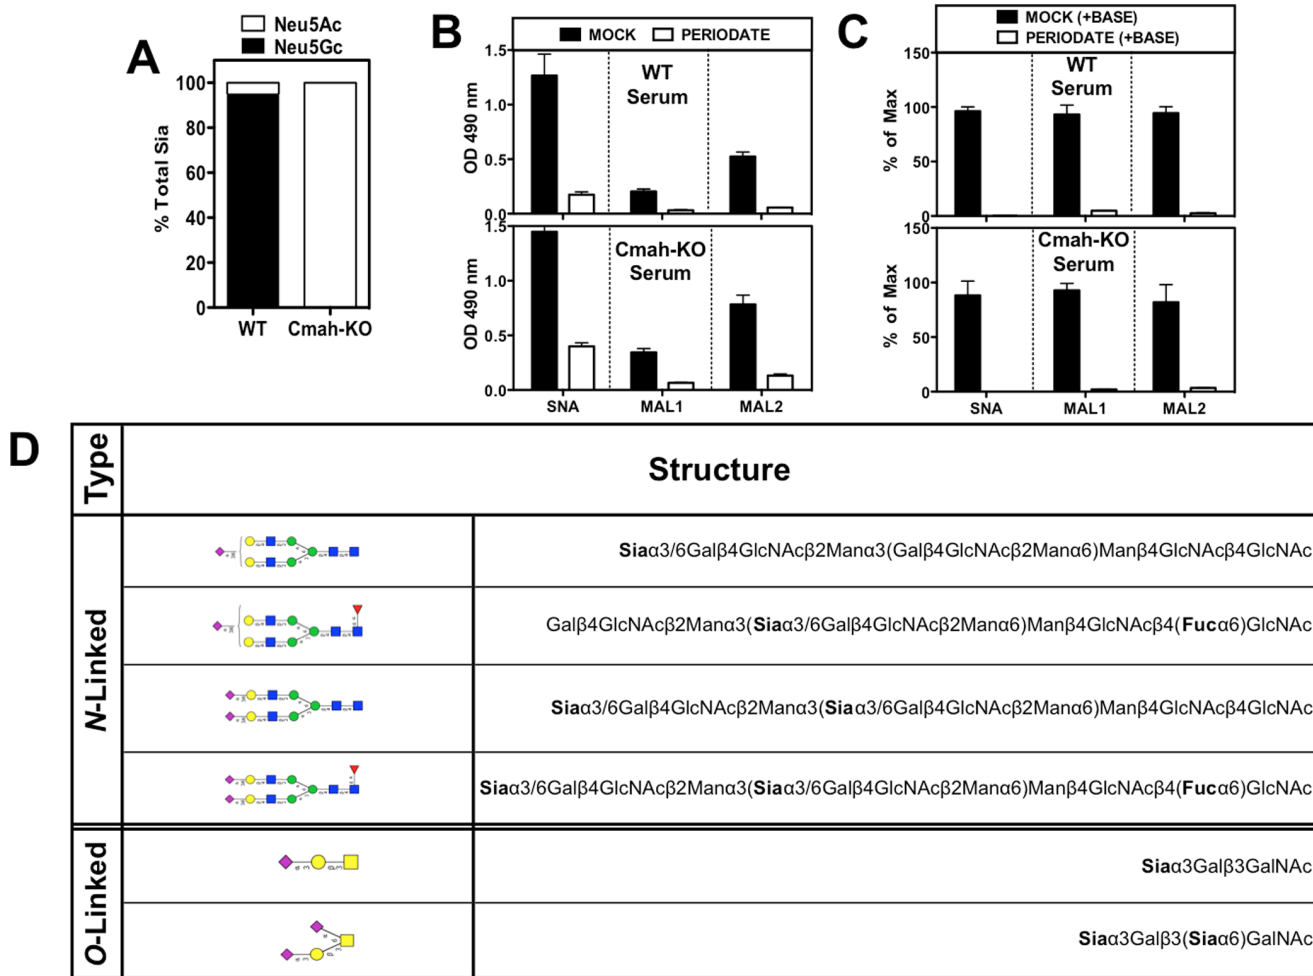 A
Neu5Ac
Neu5Gc
% Total Sia
100
80
60
40
20
0
WT
Cmah-KO
B
MOCK
PERIODATE
OD 490 nm
1.5
1.0
0.5
0.0
WT
Serum
OD 490 nm
1.5
1.0
0.5
0.0
Cmah-KO
Serum
SNA
MAL1
MAL2
C
MOCK (+BASE)
PERIODATE (+BASE)
% of Max
150
100
50
0
WT
Serum
% of Max
150
100
50
0
Cmah-KO
Serum
SNA
MAL1
MAL2
D
Type
Structure
N-Linked
Siaα3/6Galβ4GlcNAcβ2Manα3(Galβ4GlcNAcβ2Manα6)Manβ4GlcNAcβ4GlcNAc
Galβ4GlcNAcβ2Manα3(Siaα3/6Galβ4GlcNAcβ2Manα6)Manβ4GlcNAcβ4(Fucα6)GlcNAc
Siaα3/6Galβ4GlcNAcβ2Manα3(Siaα3/6Galβ4GlcNAcβ2Manα6)Manβ4GlcNAcβ4GlcNAc
Siaα3/6Galβ4GlcNAcβ2Manα3(Siaα3/6Galβ4GlcNAcβ2Manα6)Manβ4GlcNAcβ4(Fucα6)GlcNAc
O-Linked
Siaα3Galβ3GalNAc
Siaα3Galβ3(Siaα6)GalNAc